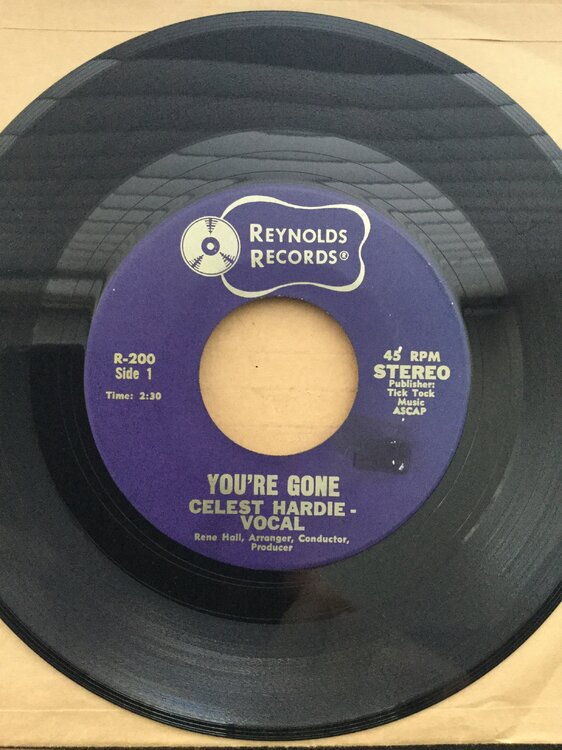 REYNOLDS
RECORDS®
R-200
Side 1
Time: 2:30
45 RPM
STEREO
Publisher:
Tick Tock
Music
ASCAP
YOU'RE GONE
CELEST HARDIE -
VOCAL
Rene Hall, Arranger, Conductor,
Producer